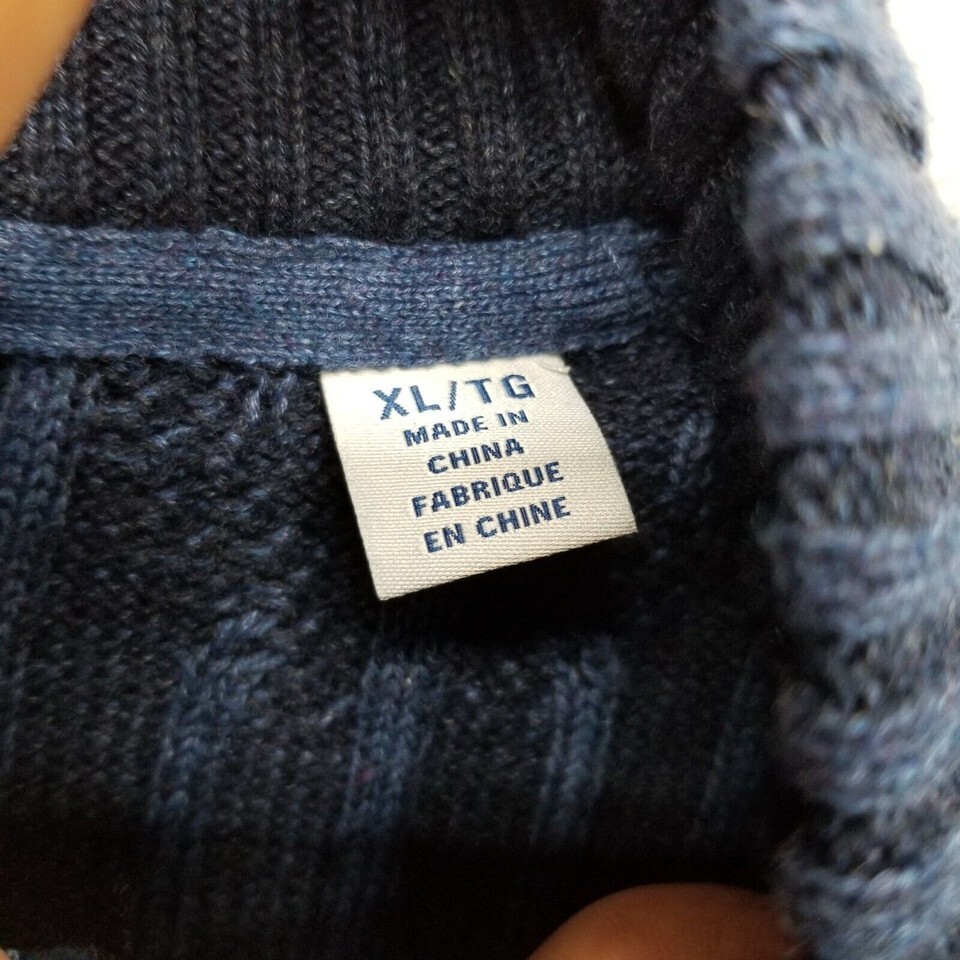 XL/TG
MADE IN
CHINA
FABRIQUE
EN CHINE